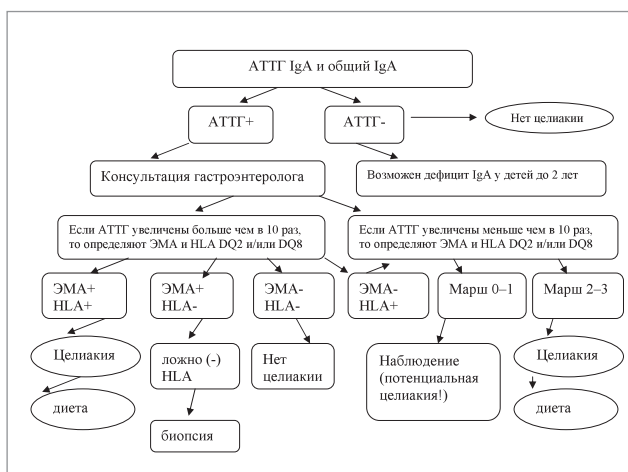 АТТГ IgA и общий IgA
АТТГ+
АТТГ-
Нет целиакии
Консультация гастроэнтеролога
Возможен дефицит IgA у детей до 2 лет
Если АТТГ увеличены больше чем в 10 раз,
то определяют ЭМА и HLA DQ2 и/или DQ8
Если АТТГ увеличены меньше чем в 10 раз,
то определяют ЭМА и HLA DQ2 и/или DQ8
ЭМА+
HLA+
ЭМА+
HLA-
ЭМА-
HLA-
ЭМА-
HLA+
Марш 0–1
Марш 2–3
Целиакия
ложно (-)
HLA
Нет
целиакии
Наблюдение
(потенциальная
целиакия!)
Целиакия
диета
диета
биопсия